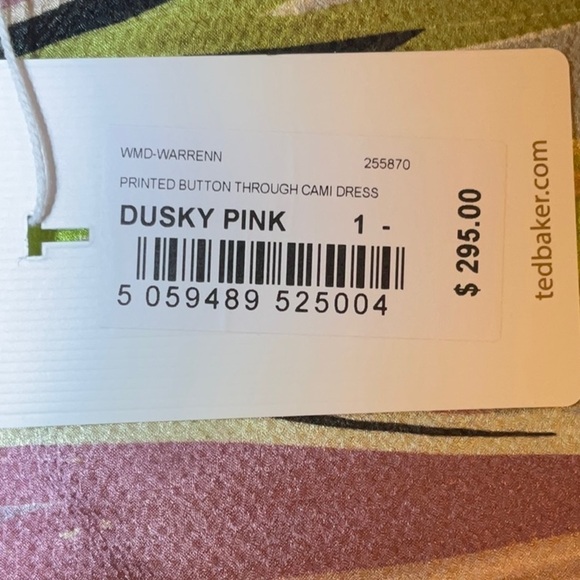 WMD-WARRENN 255870
PRINTED BUTTON THROUGH CAMI DRESS
DUSKY PINK 1 -
5 059489 525004
$ 295.00
tedbaker.com